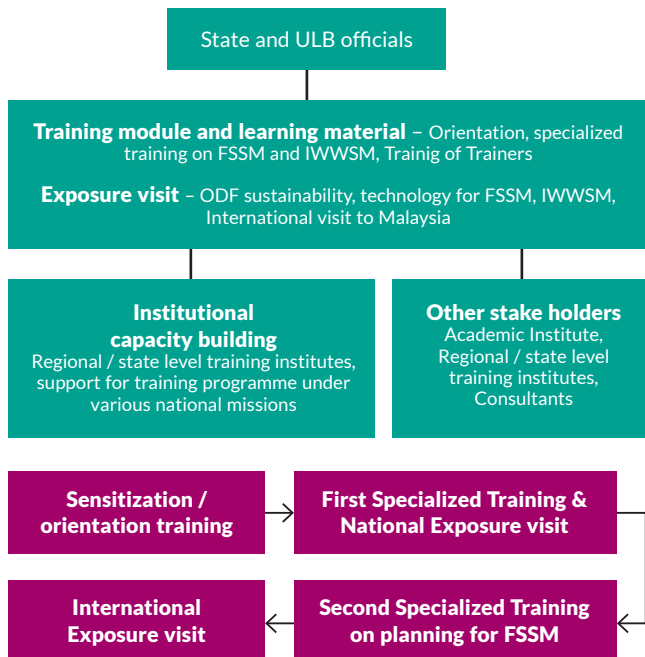 State and ULB officials
Training module and learning material – Orientation, specialized
training on FSSM and IWWSM, Trainig of Trainers
Exposure visit – ODF sustainability, technology for FSSM, IWWSM,
International visit to Malaysia
Institutional
capacity building
Regional / state level training institutes,
support for training programme under
various national missions
Other stake holders
Academic Institute,
Regional / state level
training institutes,
Consultants
Sensitization /
orientation training
First Specialized Training &
National Exposure visit
International
Exposure visit
Second Specialized Training
on planning for FSSM